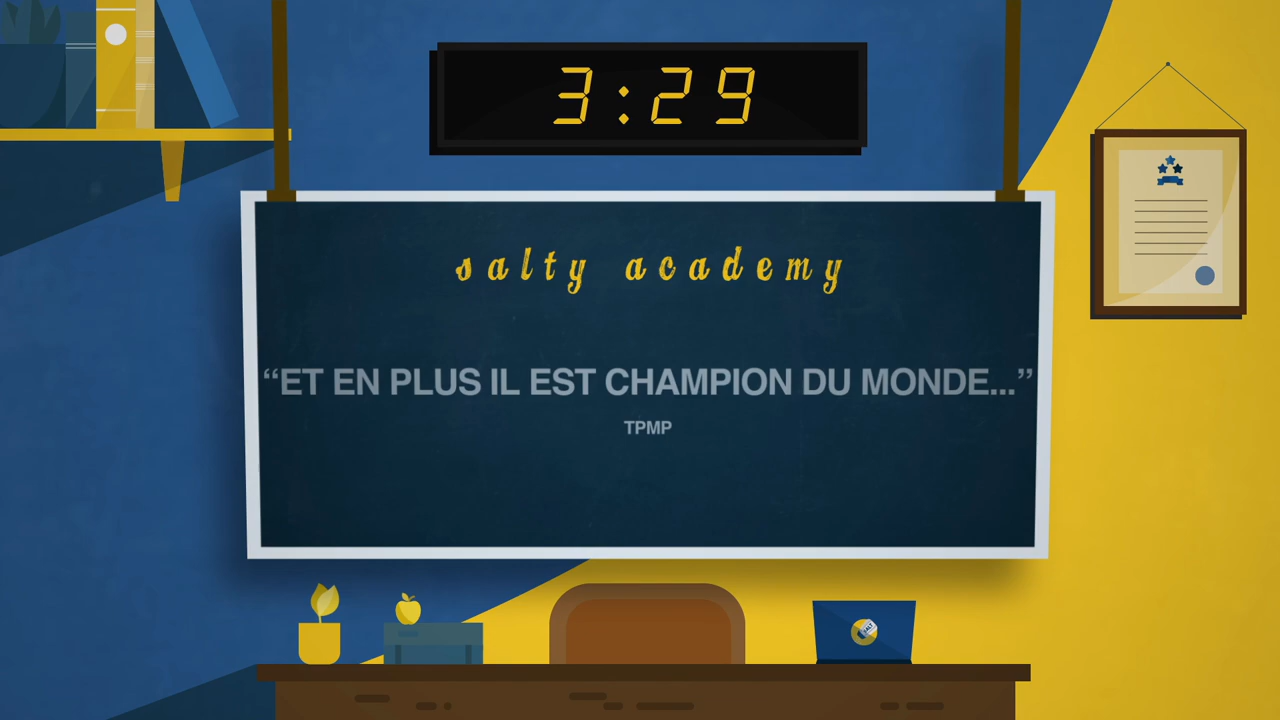 3:29
salty academy
“ET EN PLUS IL EST CHAMPION DU MONDE...”
TPMP